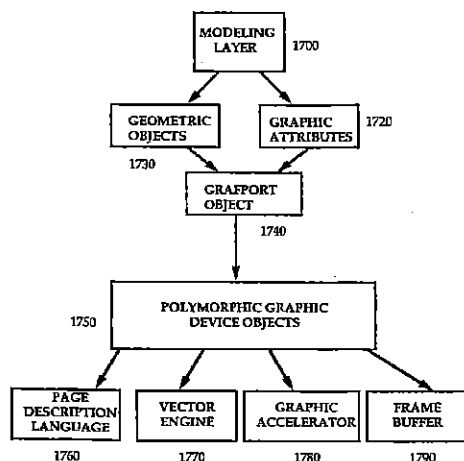 MODELING
LAYER
1700
GEOMETRIC
OBJECTS
1730
GRAPHIC
ATTRIBUTES
1720
GRAFPORT
OBJECT
1740
1750
POLYMORPHIC GRAPHIC
DEVICE OBJECTS
PAGE
DESCRIPTION
LANGUAGE
VECTOR
ENGINE
GRAPHIC
ACCELERATOR
FRAME
BUFFER
1760
1770
1780
1790